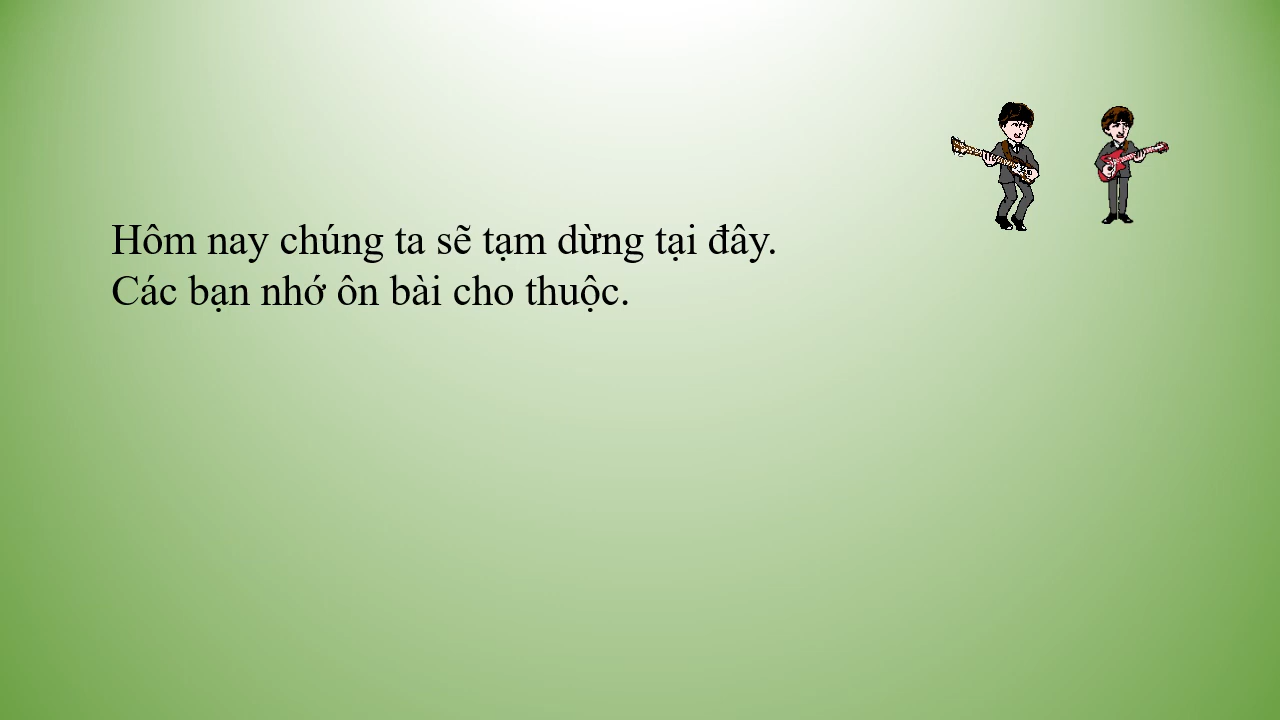 Hôm nay chúng ta sẽ tạm dừng tại đây.
Các bạn nhớ ôn bài cho thuộc.